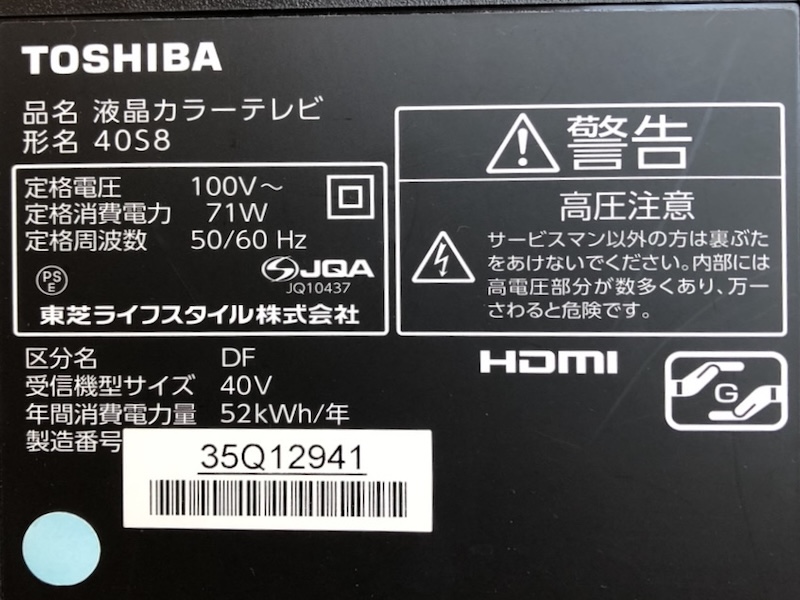 TOSHIBA
品名 液晶カラーテレビ
形名 40S8
定格電圧 100V～
定格消費電力 71W
定格周波数 50/60 Hz
PS
E
JQA
JQ10437
東芝ライフスタイル株式会社
区分名 DF
受信機型サイズ 40V
年間消費電力量 52kWh/年
製造番号
35Q12941
警告
高圧注意
サービスマン以外の方は裏ぶた
をあけないでください。内部には
高電圧部分が数多くあり、万一
さわると危険です。
HDMI
G